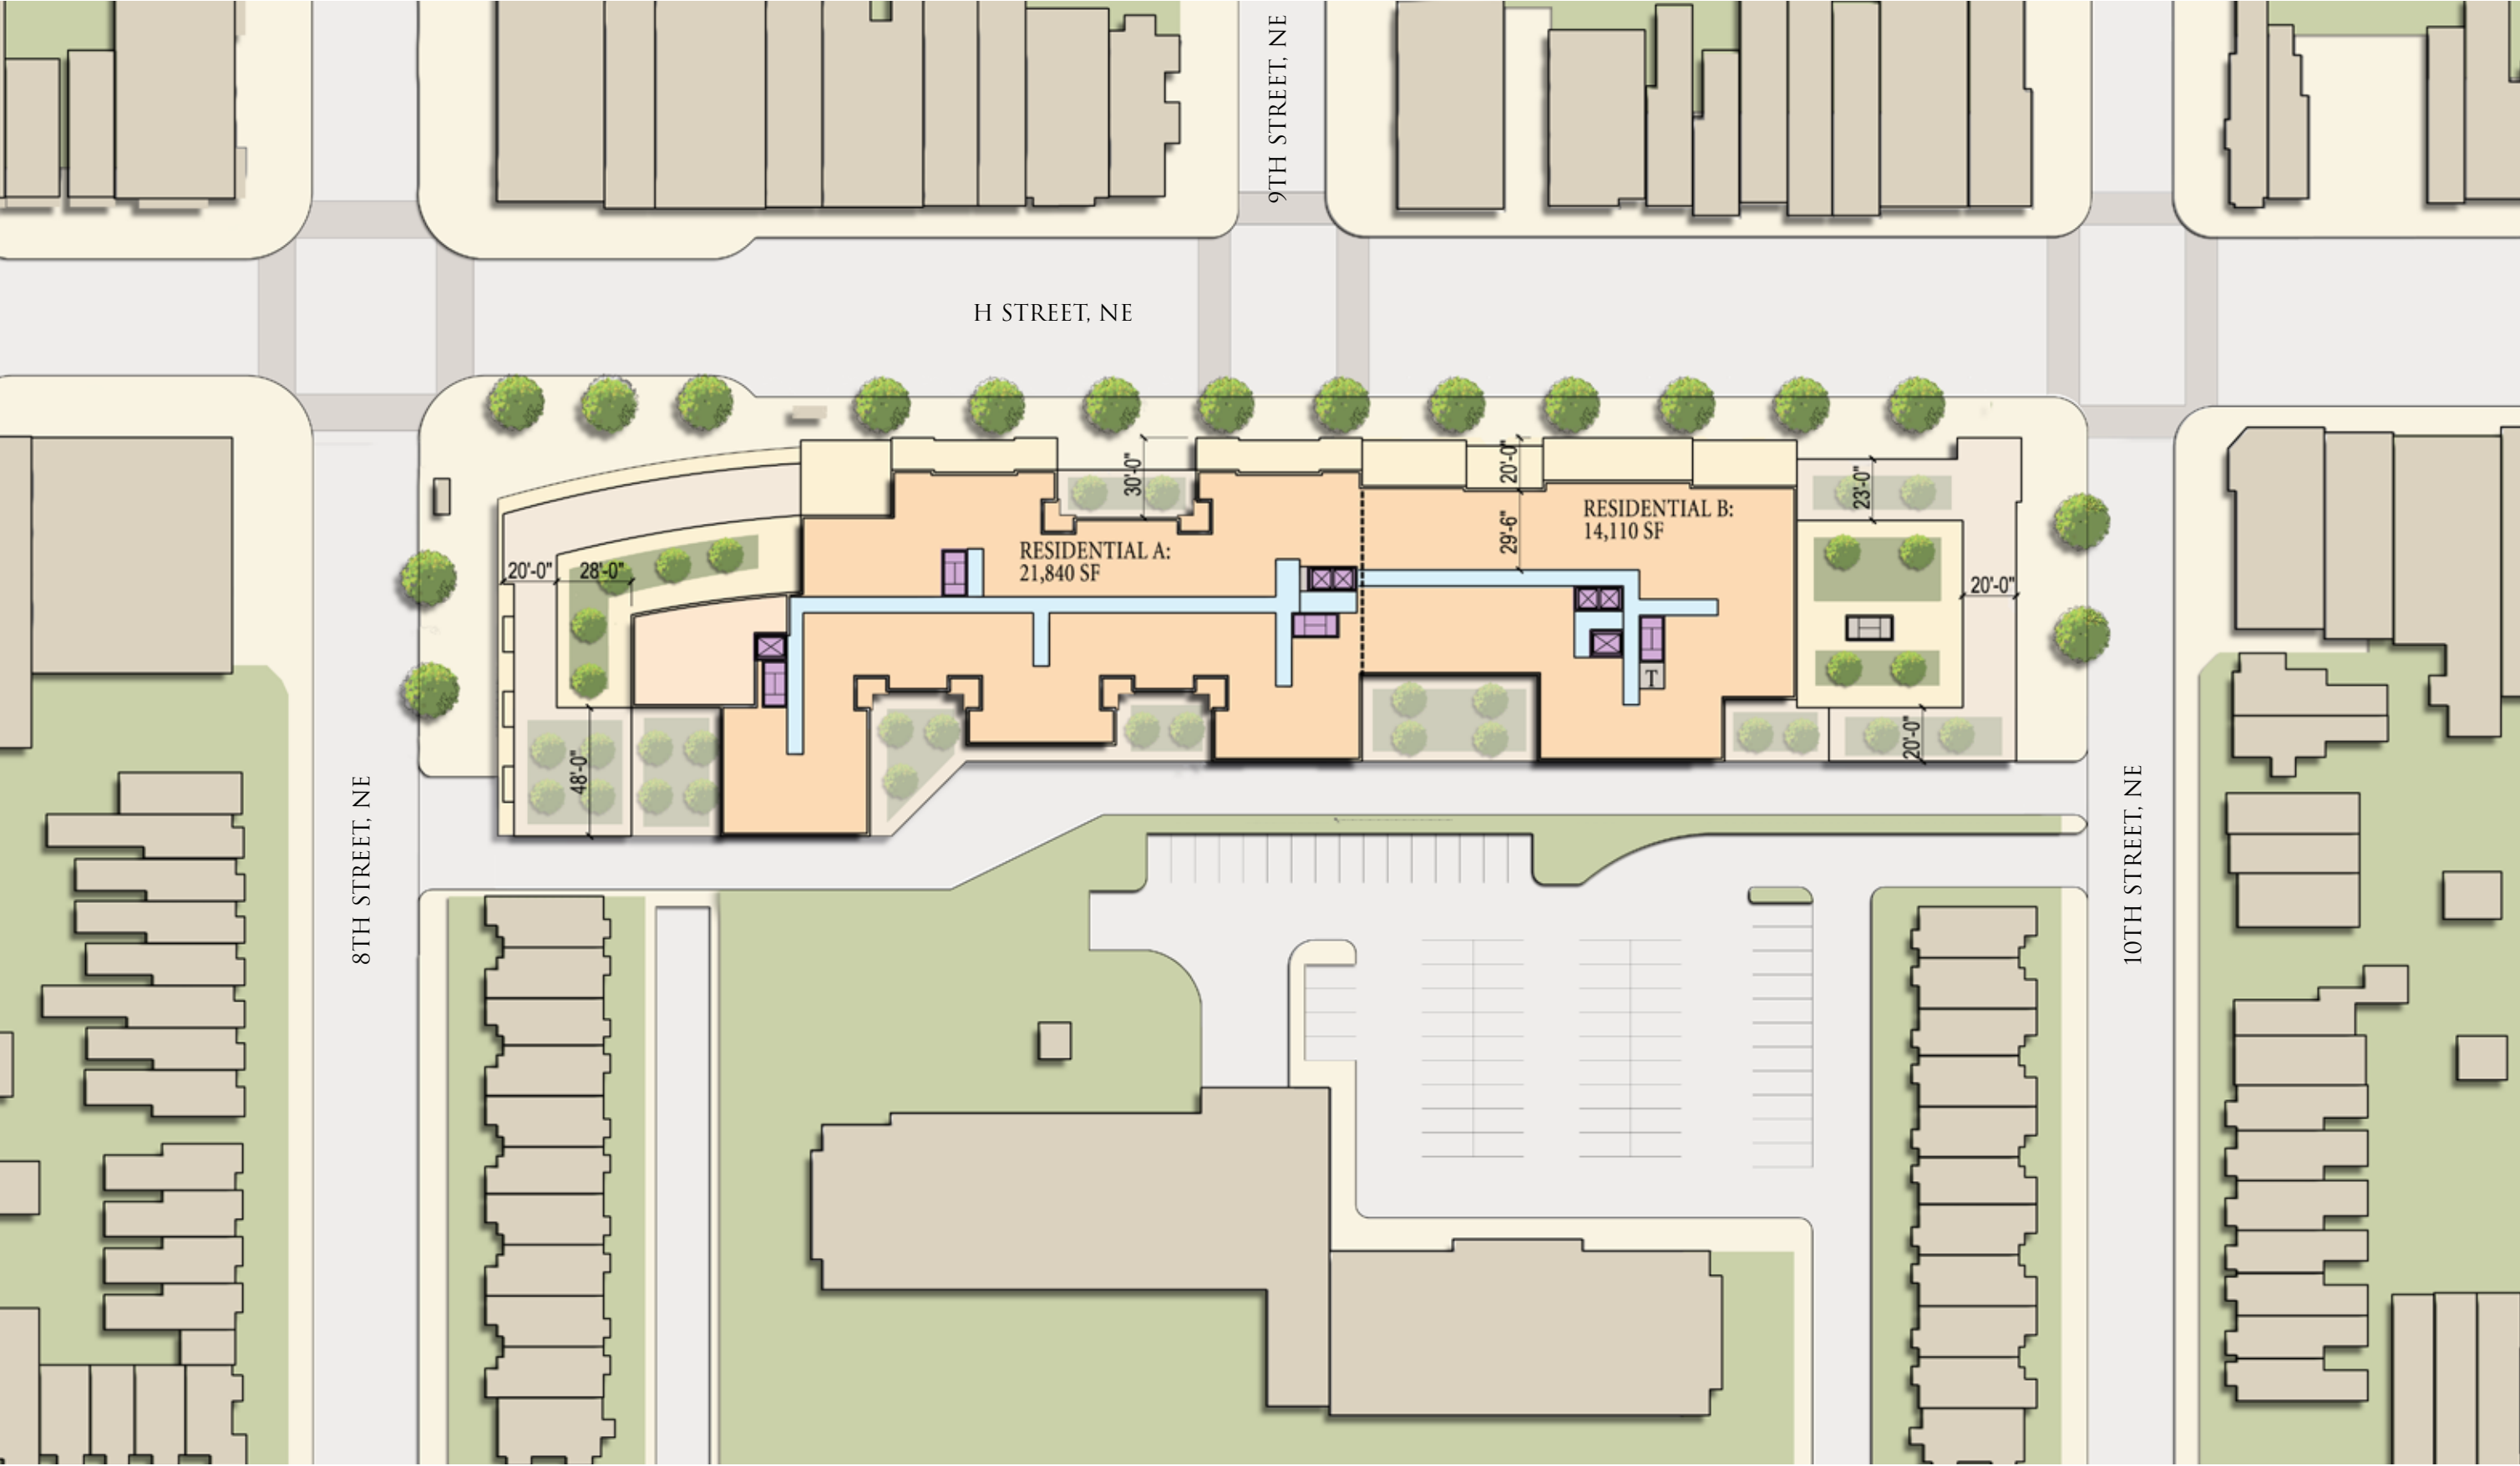 9TH STREET, NE
H STREET, NE
30'-0"
20'-0"
23'-0"
RESIDENTIAL B:
14,110 SF
29'-6"
RESIDENTIAL A:
21,840 SF
20'-0"
28'-0"
20'-0"
T
48'-0"
20'-0"
8TH STREET, NE
10TH STREET, NE